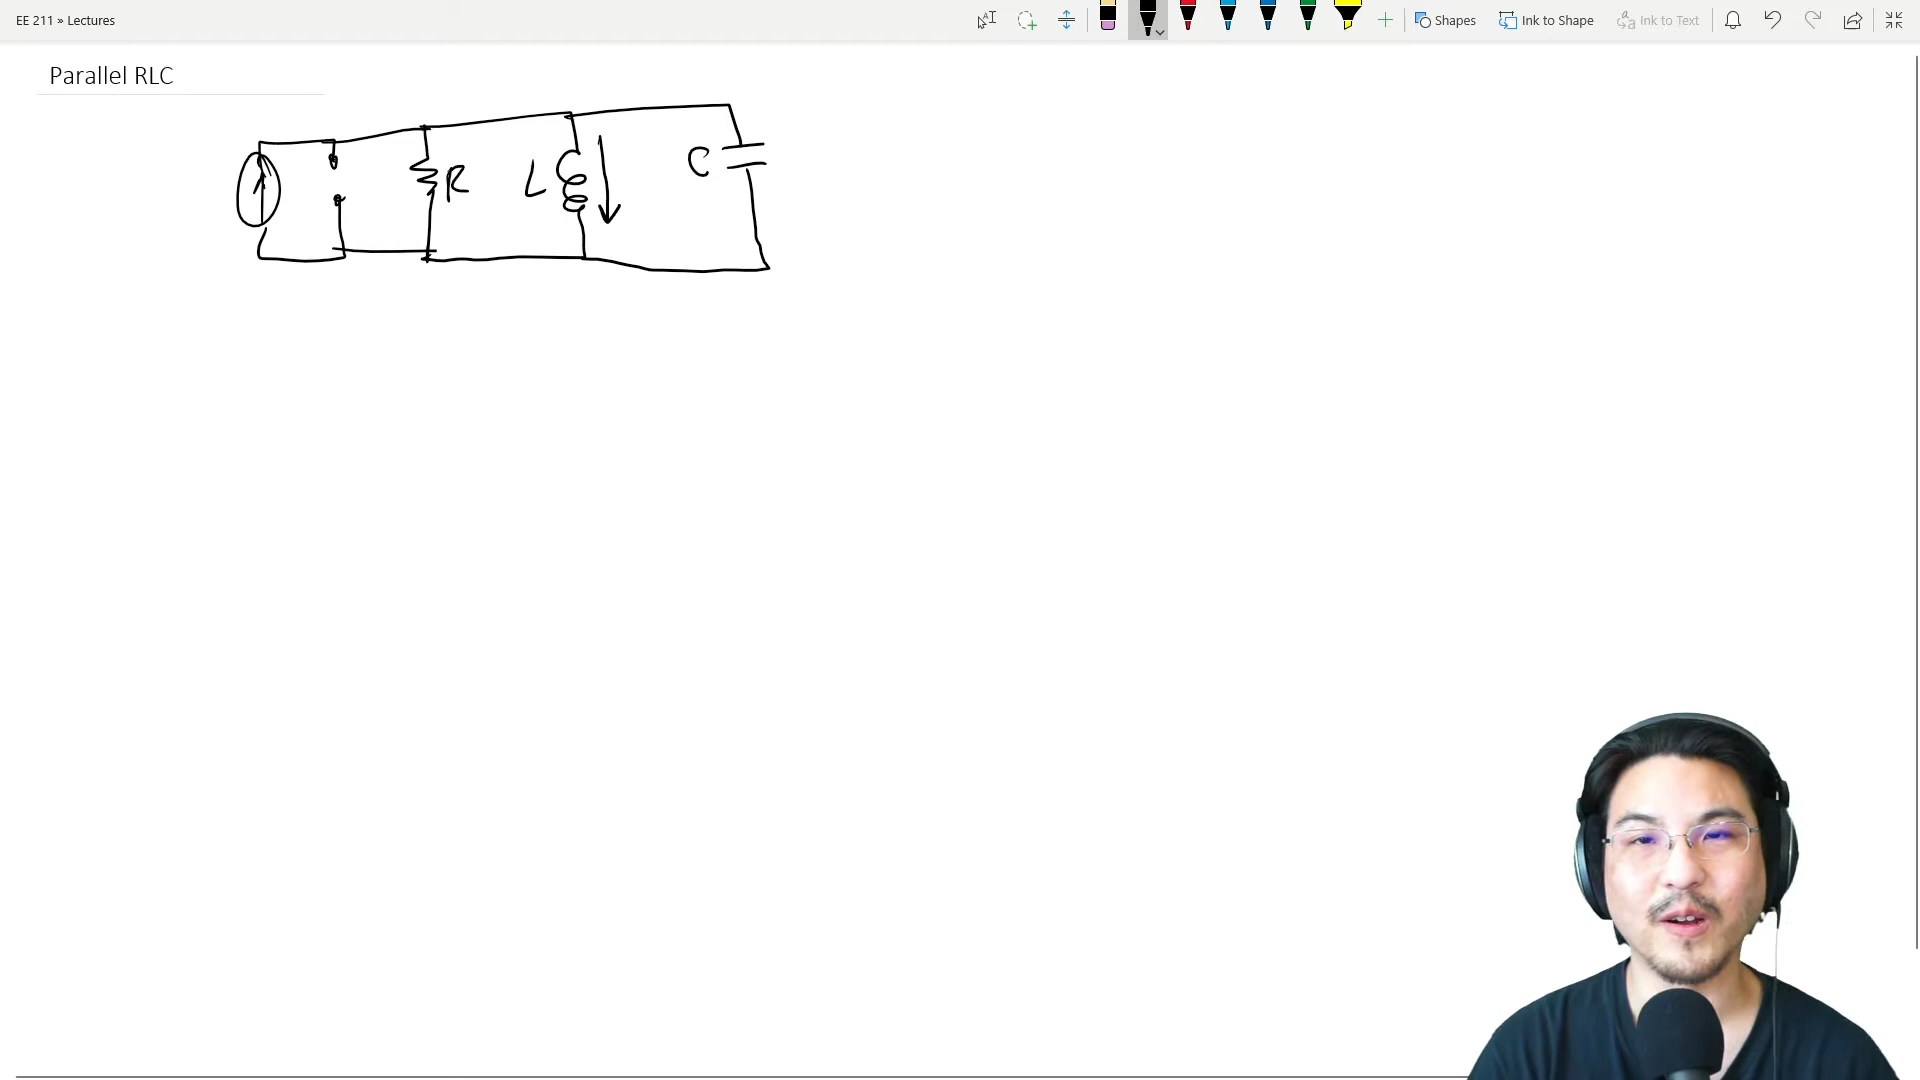 EE 211 » Lectures
Shapes
Ink to Shape
Ink to Text
Parallel RLC
R
L
C